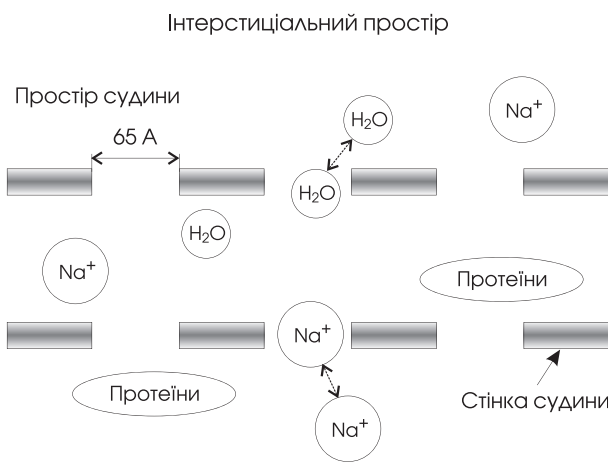 Інтерстиціальний простір
Простір судини
65 А
Na⁺
H₂O
H₂O
H₂O
Na⁺
Протеїни
Na⁺
Протеїни
Стінка судини
Na⁺